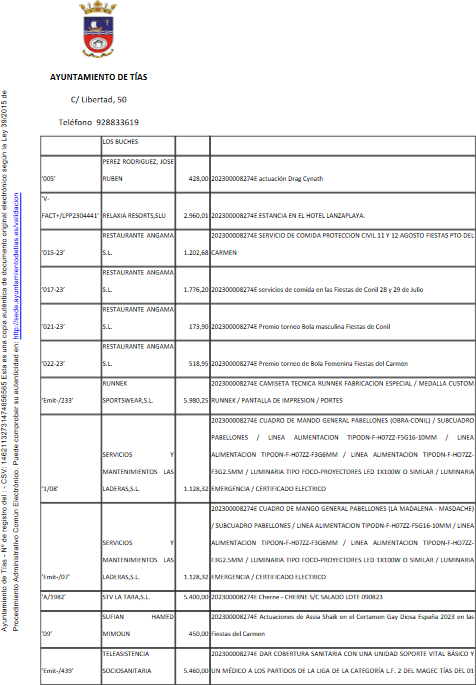 AYUNTAMIENTO DE TÍAS
C/ Libertad, 50
Teléfono 928833619
LOS BUCHES
PEREZ RODRIGUEZ, JOSE
'005' RUBEN 428,00 202300008274E actuación Drag Cynath
'V-
FACT+/LPP2304441' RELAXIA RESORTS,SLU 2.960,01 202300008274E ESTANCIA EN EL HOTEL LANZAPLAYA.
RESTAURANTE ANGAMA 202300008274E SERVICIO DE COMIDA PROTECCION CIVIL 11 Y 12 AGOSTO FIESTAS PTO DEL
'015-23' S.L. 1.202,68 CARMEN
RESTAURANTE ANGAMA
'017-23' S.L. 1.776,20 202300008274E servicios de comida en las Fiestas de Conil 28 y 29 de Julio
RESTAURANTE ANGAMA
'021-23' S.L. 173,90 202300008274E Premio torneo Bola masculina Fiestas de Conil
RESTAURANTE ANGAMA
'022-23' S.L. 518,95 202300008274E Premio torneo de Bola Femenina Fiestas del Carmen
RUNNEK 202300008274E CAMISETA TECNICA RUNNEK FABRICACION ESPECIAL / MEDALLA CUSTOM
'Emit-/233' SPORTSWEAR,S.L. 5.980,25 RUNNEK / PANTALLA DE IMPRESION / PORTES
202300008274E CUADRO DE MANDO GENERAL PABELLONES (OBRA-CONIL) / SUBCUADRO
PABELLONES / LINEA ALIMENTACION TIPODN-F-H07ZZ-F5G16-10MM / LINEA
SERVICIOS Y ALIMENTACION TIPODN-F-H07ZZ-F3G6MM / LINEA ALIMENTACION TIPODN-F-H07ZZ-
MANTENIMIENTOS LAS F3G2.5MM / LUMINARIA TIPO FOCO-PROYECTORES LED 1X100W O SIMILAR / LUMINARIA
'1/08' LADERAS,S.L. 1.128,32 EMERGENCIA / CERTIFICADO ELECTRICO
202300008274E CUADRO DE MANGO GENERAL PABELLONES (LA MADALENA - MASDACHE)
/ SUBCUADRO PABELLONES / LINEA ALIMENTACION TIPODN-F-H07ZZ-F5G16-10MM / LINEA
SERVICIOS Y ALIMENTACION TIPODN-F-H07ZZ-F3G6MM / LINEA ALIMENTACION TIPODN-F-H07ZZ-
MANTENIMIENTOS LAS F3G2.5MM / LUMINARIA TIPO FOCO-PROYECTORES LED 1X100W O SIMILAR / LUMINARIA
'Emit-/07' LADERAS,S.L. 1.128,32 EMERGENCIA / CERTIFICADO ELECTRICO
'A/1982' STV LA TARA,S.L. 5.400,00 202300008274E Cherne - CHERNE S/C SALADO LOTE 090823
SUFIAN HAMED 202300008274E Actuaciones de Assia Shaik en el Certamen Gay Diosa España 2023 en las
'09' MIMOUN 450,00 Fiestas del Carmen
TELEASISTENCIA 202300008274E DAR COBERTURA SANITARIA CON UNA UNIDAD SOPORTE VITAL BÁSICO Y
'Emit-/439' SOCIOSANITARIA 5.460,00 UN MÉDICO A LOS PARTIDOS DE LA LIGA DE LA CATEGORÍA L.F. 2 DEL MAGEC TÍAS DEL 01
Ayuntamiento de Tías - Nº de registro del : - CSV: 14621132731474656565 Esta es una copia auténtica de documento original electrónico según la Ley 39/2015 de
Procedimiento Administrativo Común Electrónico. Puede comprobar su autenticidad en: http://sede.ayuntamientodetias.es/validacion